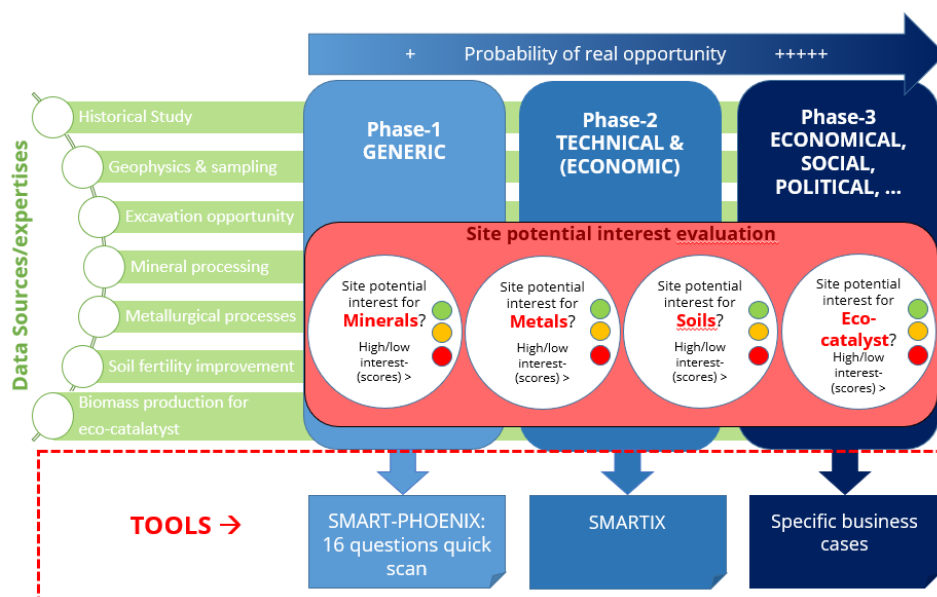 + Probability of real opportunity +++++
Data Sources/expertises
Historical Study
Geophysics & sampling
Excavation opportunity
Mineral processing
Metallurgical processes
Soil fertility improvement
Biomass production for
eco-catalatyst
Phase-1
GENERIC
Phase-2
TECHNICAL &
(ECONOMIC)
Phase-3
ECONOMICAL,
SOCIAL,
POLITICAL, ...
Site potential interest evaluation
Site potential
interest for
Minerals?
High/low
interest-
(scores) >
Site potential
interest for
Metals?
High/low
interest-
(scores) >
Site potential
interest for
Soils?
High/low
interest-
(scores) >
Site potential
interest for
Eco-
catalyst?
High/low
interest-
(scores) >
TOOLS →
SMART-PHOENIX:
16 questions quick
scan
SMARTIX
Specific business
cases